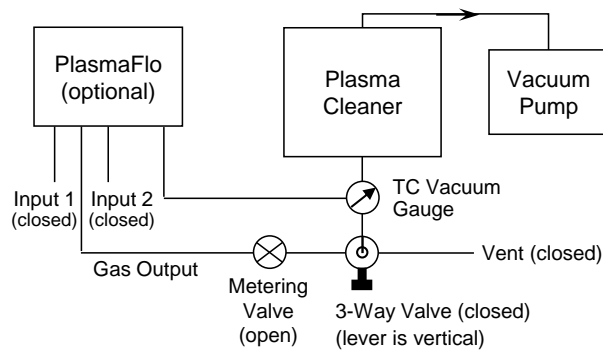 PlasmaFlo
(optional)
Plasma
Cleaner
Vacuum
Pump
Input 1
(closed)
Input 2
(closed)
TC Vacuum
Gauge
Gas Output
Vent (closed)
Metering
Valve
(open)
3-Way Valve (closed)
(lever is vertical)